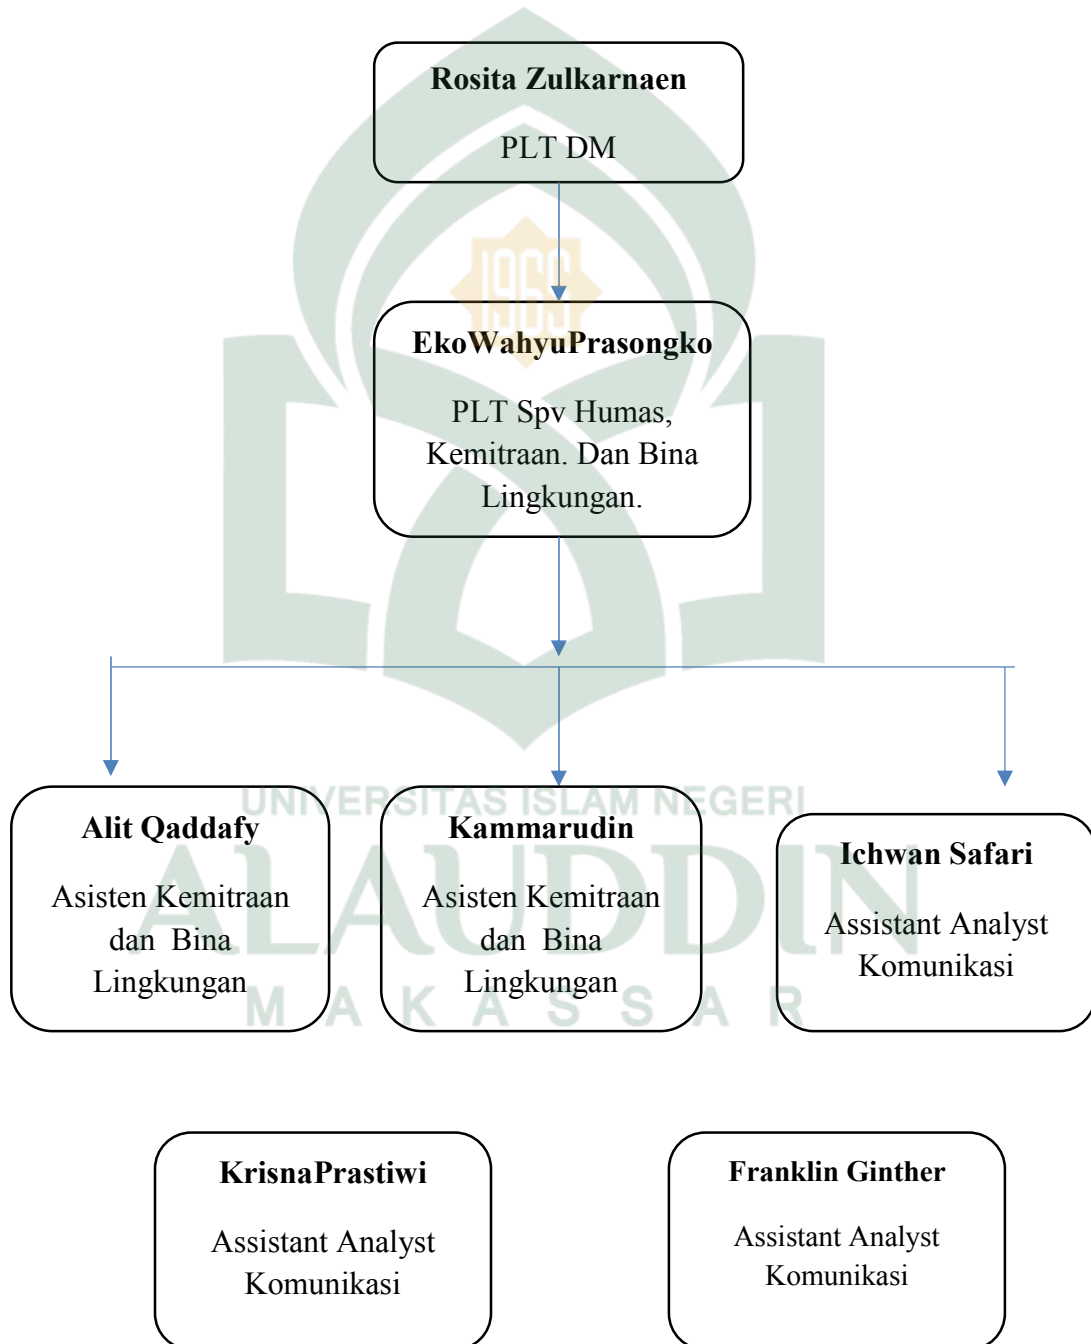 Rosita Zulkarnaen
PLT DM
1969
EkoWahyuPrasongko
PLT Spv Humas,
Kemitraan. Dan Bina
Lingkungan.
UNIVERSITAS ISLAM NEGERI
ALAUDDIN
MAKASSAR
Alit Qaddafy
Asisten Kemitraan
dan Bina
Lingkungan
Kammarudin
Asisten Kemitraan
dan Bina
Lingkungan
Ichwan Safari
Assistant Analyst
Komunikasi
KrisnaPrastiwi
Assistant Analyst
Komunikasi
Franklin Ginther
Assistant Analyst
Komunikasi